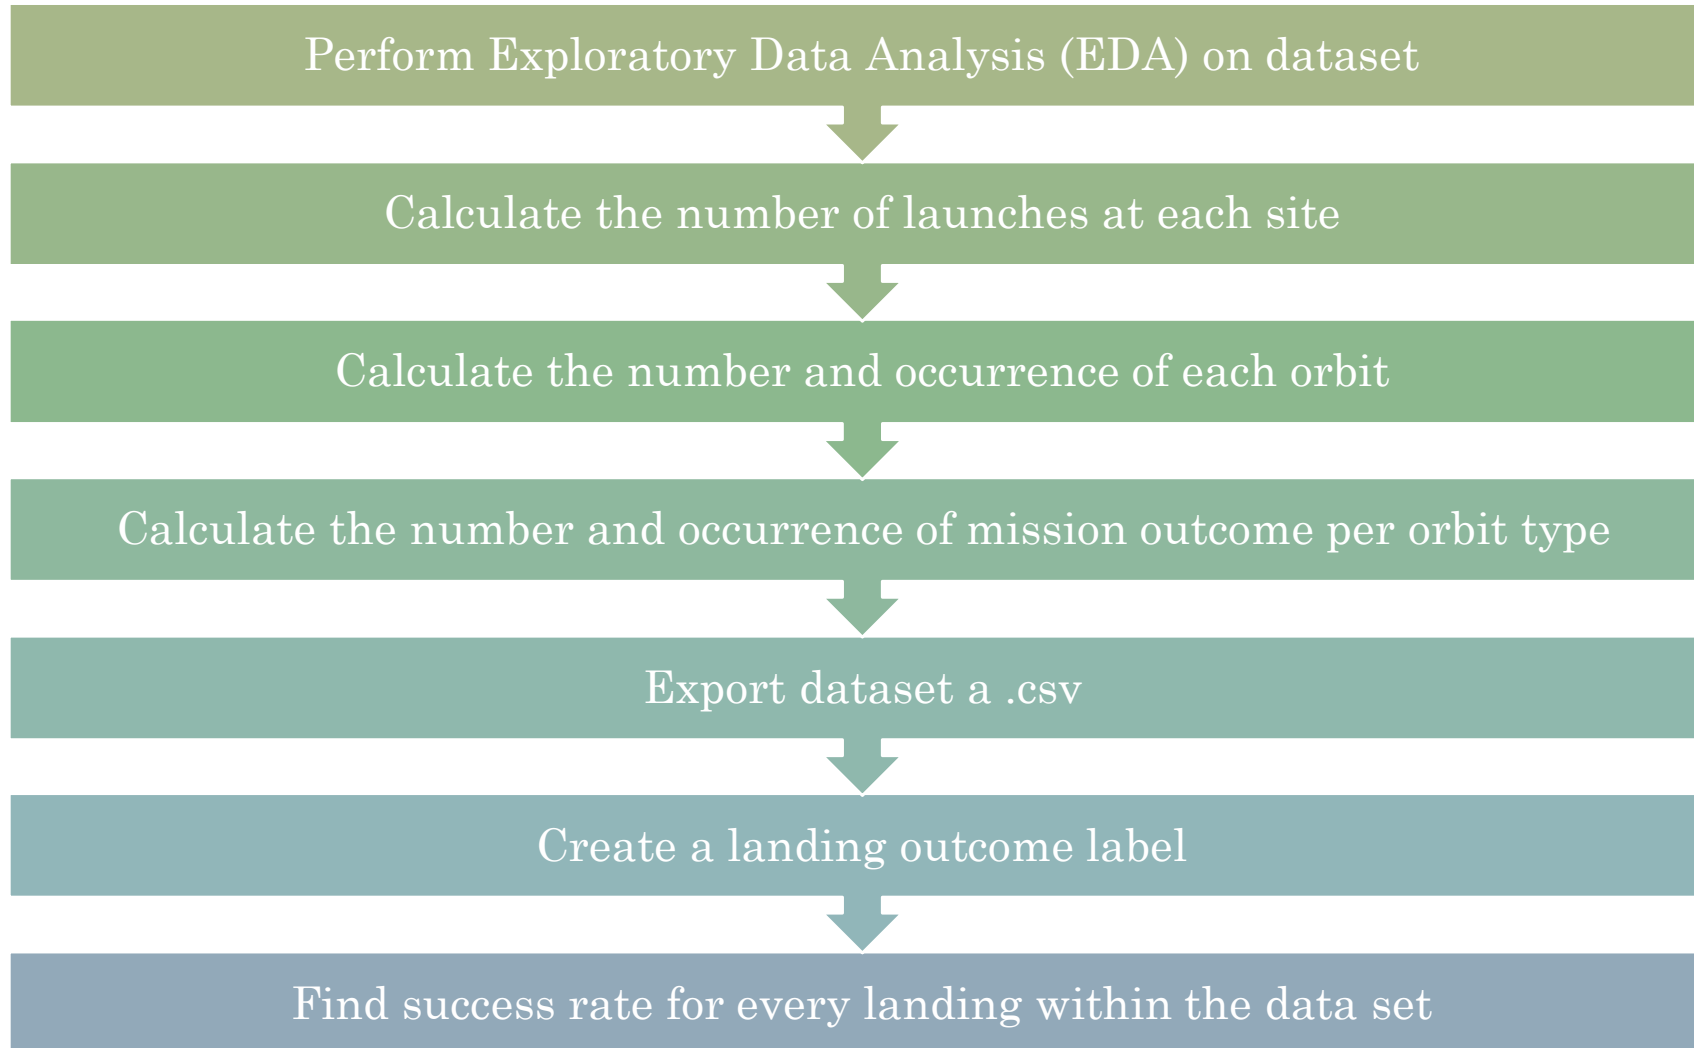 Perform Exploratory Data Analysis (EDA) on dataset
Calculate the number of launches at each site
Calculate the number and occurrence of each orbit
Calculate the number and occurrence of mission outcome per orbit type
Export dataset a .csv
Create a landing outcome label
Find success rate for every landing within the data set